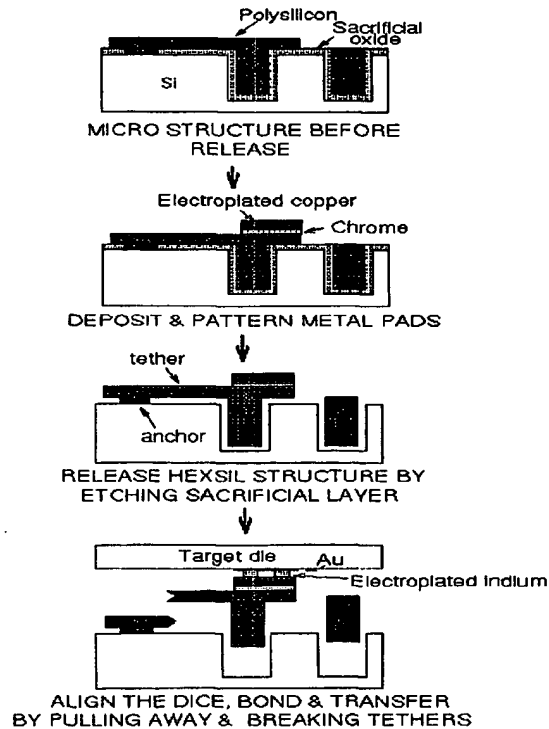 Polysilicon
Sacrificial
oxide
Si
MICRO STRUCTURE BEFORE
RELEASE
Electroplated copper
Chrome
DEPOSIT & PATTERN METAL PADS
tether
anchor
RELEASE HEXSIL STRUCTURE BY
ETCHING SACRIFICIAL LAYER
Target die
Au
Electroplated Indium
ALIGN THE DICE, BOND & TRANSFER
BY PULLING AWAY & BREAKING TETHERS